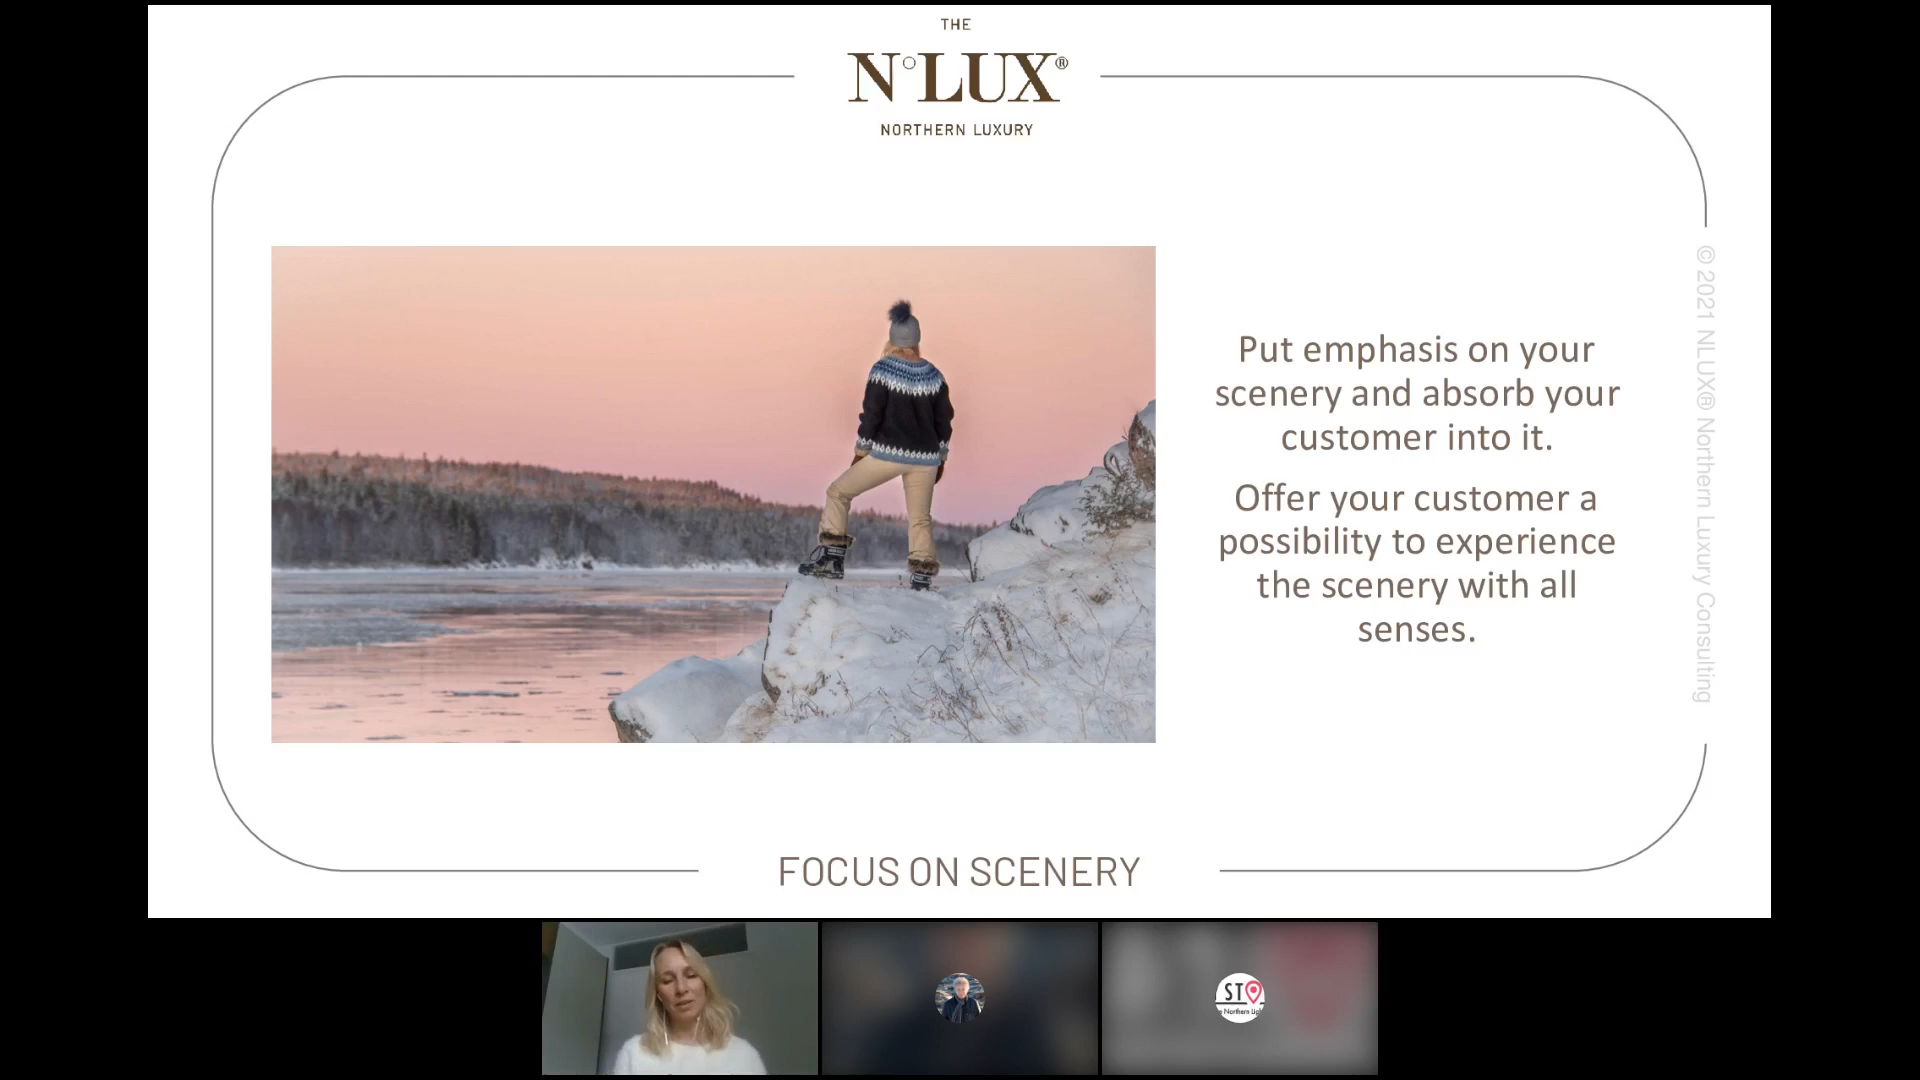 THE
N°LUX®
NORTHERN LUXURY
Put emphasis on your
scenery and absorb your
customer into it.
Offer your customer a
possibility to experience
the scenery with all
senses.
© 2021 NLUX® Northern Luxury Consulting
FOCUS ON SCENERY
ST
Northern